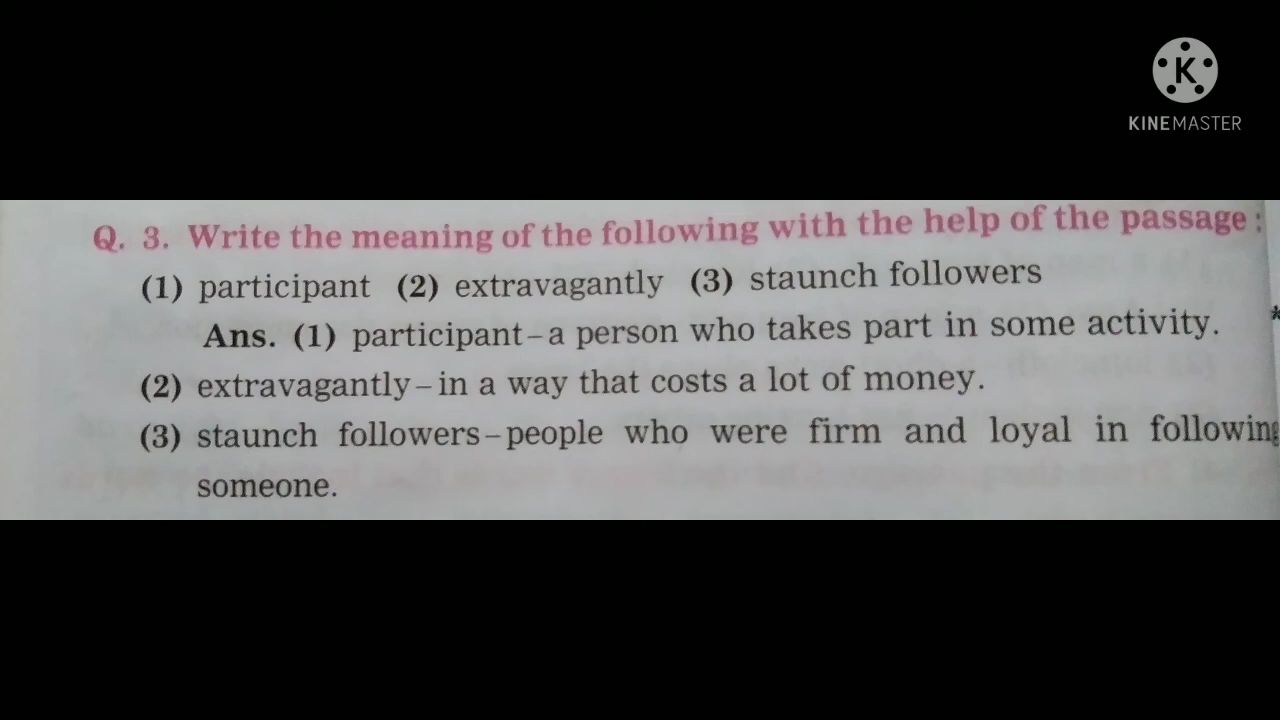 KINEMASTER
Q. 3. Write the meaning of the following with the help of the passage :
(1) participant (2) extravagantly (3) staunch followers
Ans. (1) participant–a person who takes part in some activity.
(2) extravagantly–in a way that costs a lot of money.
(3) staunch followers–people who were firm and loyal in following
someone.